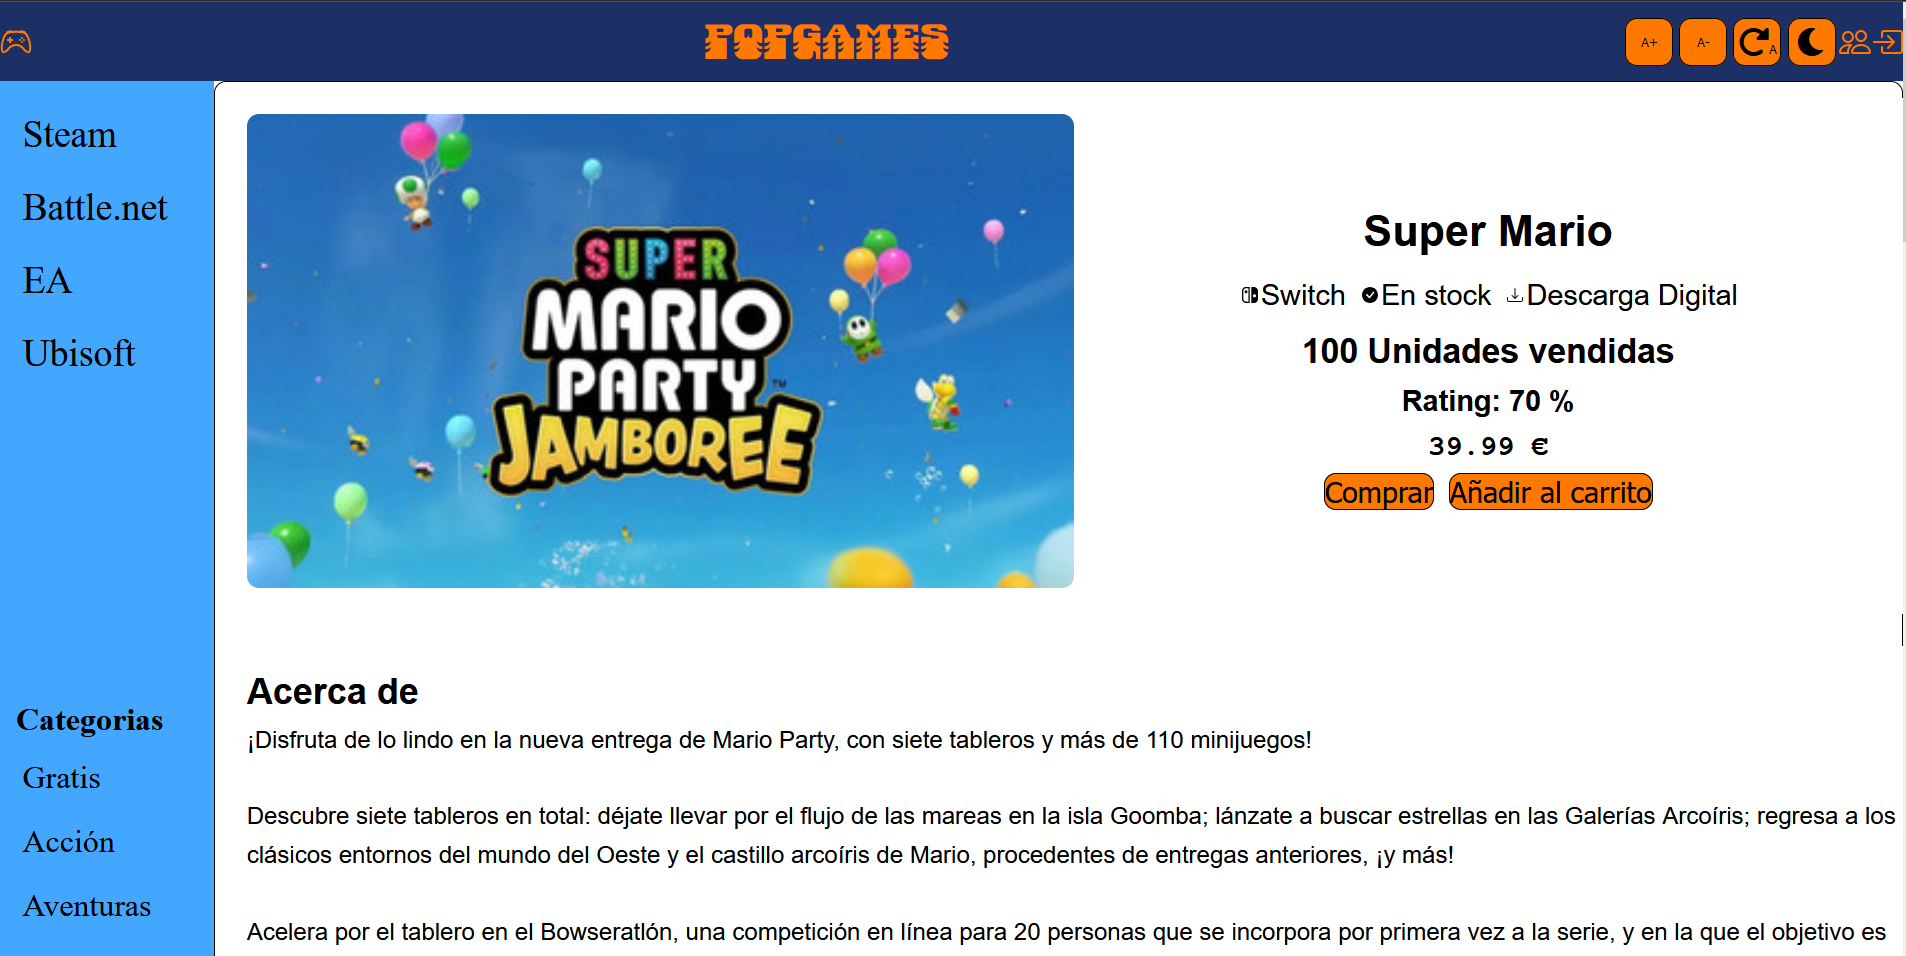 POPGAMES
A+
A-
A
Steam
Battle.net
EA
Ubisoft
Categorias
Gratis
Acción
Aventuras
SUPER
MARIO
PARTY™
JAMBOREE
Super Mario
Switch En stock Descarga Digital
100 Unidades vendidas
Rating: 70 %
39.99 €
Comprar Añadir al carrito
Acerca de
¡Disfruta de lo lindo en la nueva entrega de Mario Party, con siete tableros y más de 110 minijuegos!
Descubre siete tableros en total: déjate llevar por el flujo de las mareas en la isla Goomba; lánzate a buscar estrellas en las Galerías Arcoíris; regresa a los
clásicos entornos del mundo del Oeste y el castillo arcoíris de Mario, procedentes de entregas anteriores, ¡y más!
Acelera por el tablero en el Bowseratlón, una competición en línea para 20 personas que se incorpora por primera vez a la serie, y en la que el objetivo es